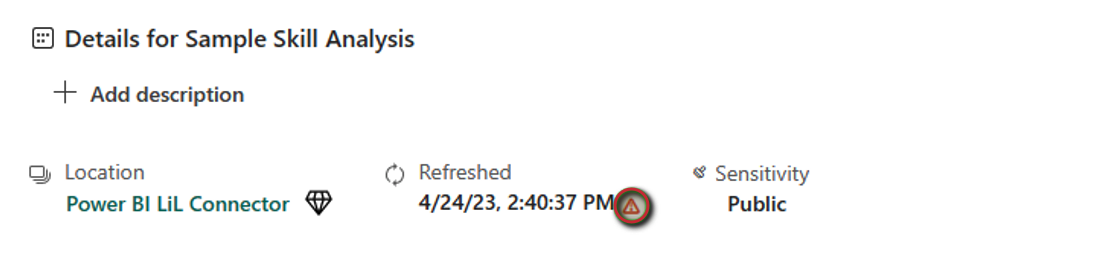 Details for Sample Skill Analysis
Add description
Location
Power BI LiL Connector
Refreshed
4/24/23, 2:40:37 PM
Sensitivity
Public